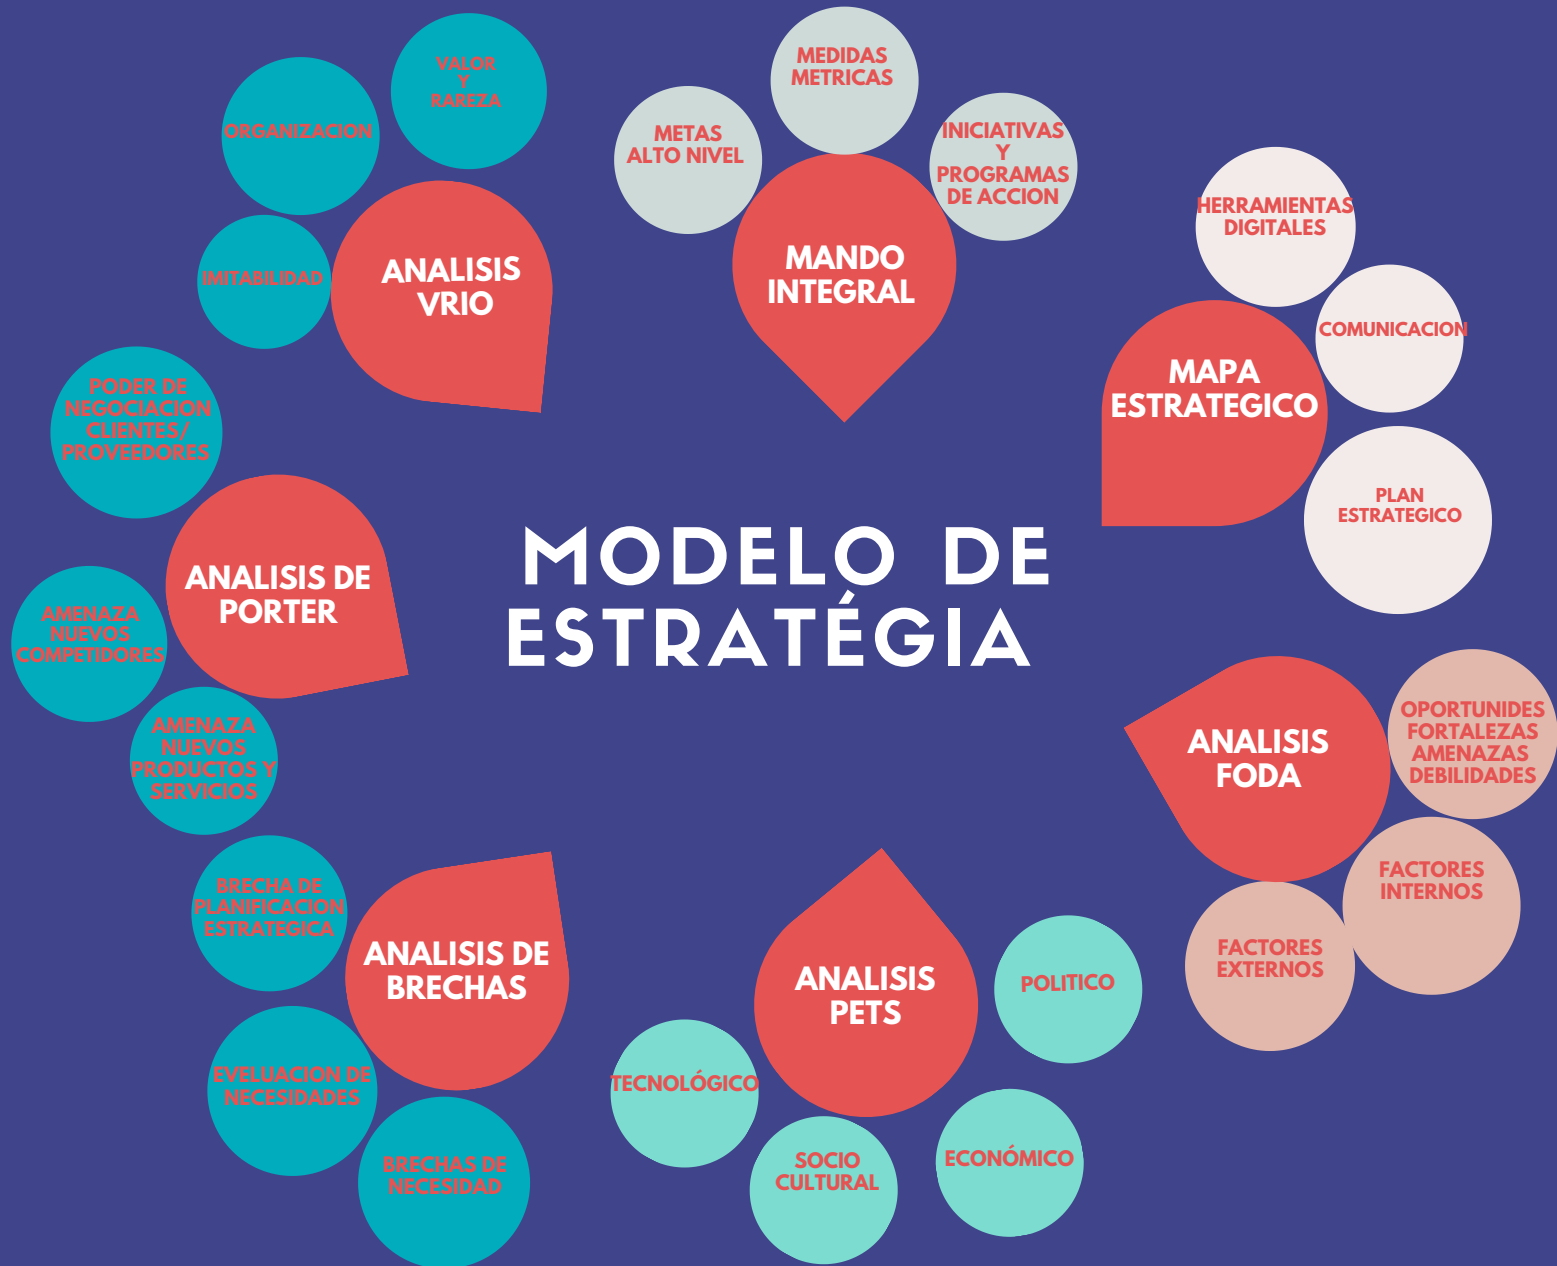 VALOR
Y
RAREZA
ORGANIZACION
IMITABILIDAD
ANALISIS
VRIO
MEDIDAS
METRICAS
METAS
ALTO NIVEL
INICIATIVAS
Y
PROGRAMAS
DE ACCION
MANDO
INTEGRAL
HERRAMIENTAS
DIGITALES
COMUNICACION
MAPA
ESTRATEGICO
PLAN
ESTRATEGICO
PODER DE
NEGOCIACION
CLIENTES/
PROVEEDORES
ANALISIS DE
PORTER
AMENAZA
NUEVOS
COMPETIDORES
AMENAZA
NUEVOS
PRODUCTOS Y
SERVICIOS
MODELO DE
ESTRATÉGIA
ANALISIS
FODA
OPORTUNIDES
FORTALEZAS
AMENAZAS
DEBILIDADES
FACTORES
INTERNOS
FACTORES
EXTERNOS
BRECHA DE
PLANIFICACION
ESTRATEGICA
ANALISIS DE
BRECHAS
EVELUACION DE
NECESIDADES
BRECHAS DE
NECESIDAD
ANALISIS
PETS
POLITICO
TECNOLÓGICO
SOCIO
CULTURAL
ECONÓMICO